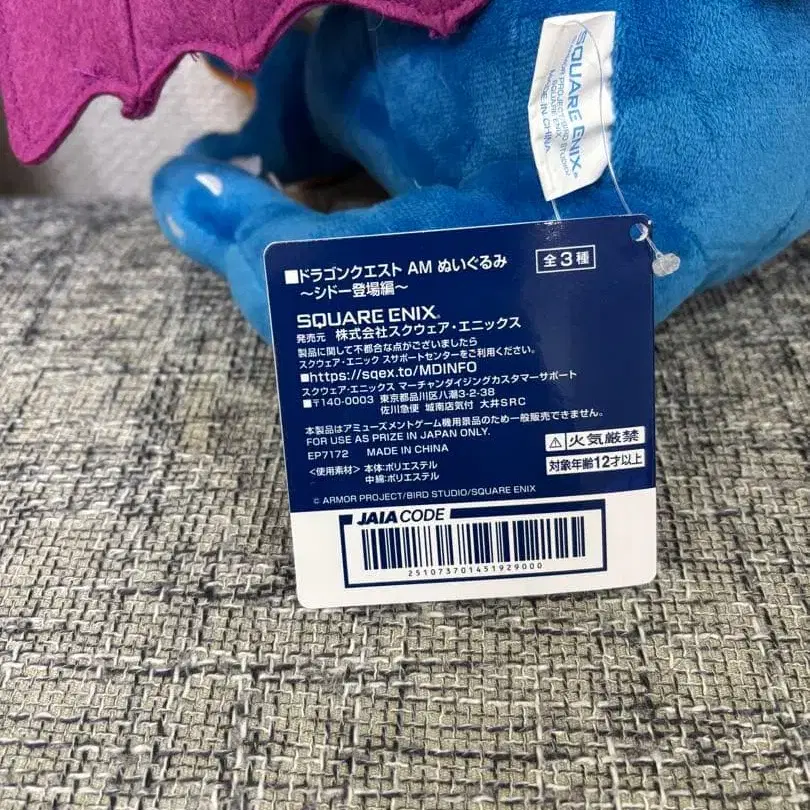 SQUARE ENIX®
ARMOR PROJECT/BIRD STUDIO/
SQUARE ENIX
MADE IN CHINA
■ドラゴンクエスト AM ぬいぐるみ
全3種
~シドー登場編~
SQUARE ENIX®
発売元 株式会社スクウェア・エニックス
製品に関して不都合な点がございましたら
スクウェア・エニックス サポートセンターをご利用ください。
■https://sqex.to/MDINFO
スクウェア・エニックス マーチャンダイジングカスタマーサポート
■〒140-0003 東京都品川区八潮3-2-38
佐川急便 城南店気付 大井SRC
本製品はアミューズメントゲーム機用景品のため一般販売できません。
FOR USE AS PRIZE IN JAPAN ONLY.
EP7172 MADE IN CHINA
⚠火気厳禁
<使用素材> 本体:ポリエステル
中綿:ポリエステル
対象年齢12才以上
© ARMOR PROJECT/BIRD STUDIO/SQUARE ENIX
JAIA CODE
251073701451929000